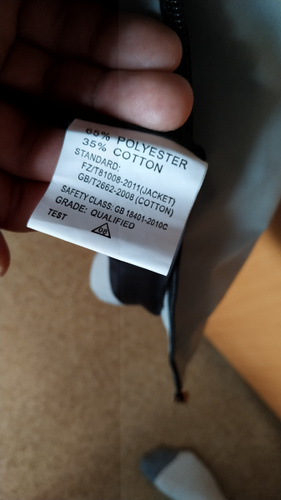 65% POLYESTER
35% COTTON
STANDARD:
FZ/T81008-2011(JACKET)
GB/T2662-2008 (COTTON)
SAFETY CLASS: GB 18401-2010C
GRADE: QUALIFIED
TEST
06